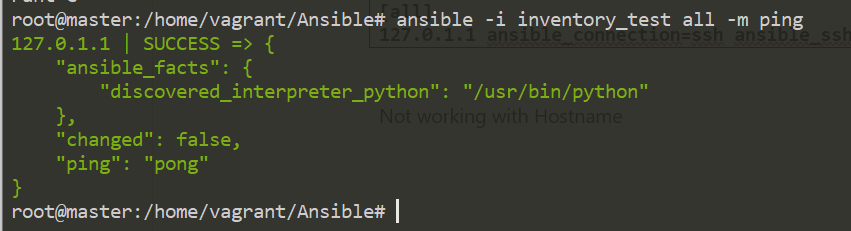 root@master:/home/vagrant/Ansible# ansible -i inventory_test all -m ping
[all]
127.0.1.1 ansible_connection=ssh ansible_ssh
127.0.1.1 | SUCCESS => {
    "ansible_facts": {
        "discovered_interpreter_python": "/usr/bin/python"
    },
Not working with Hostname
    "changed": false,
    "ping": "pong"
}
root@master:/home/vagrant/Ansible#